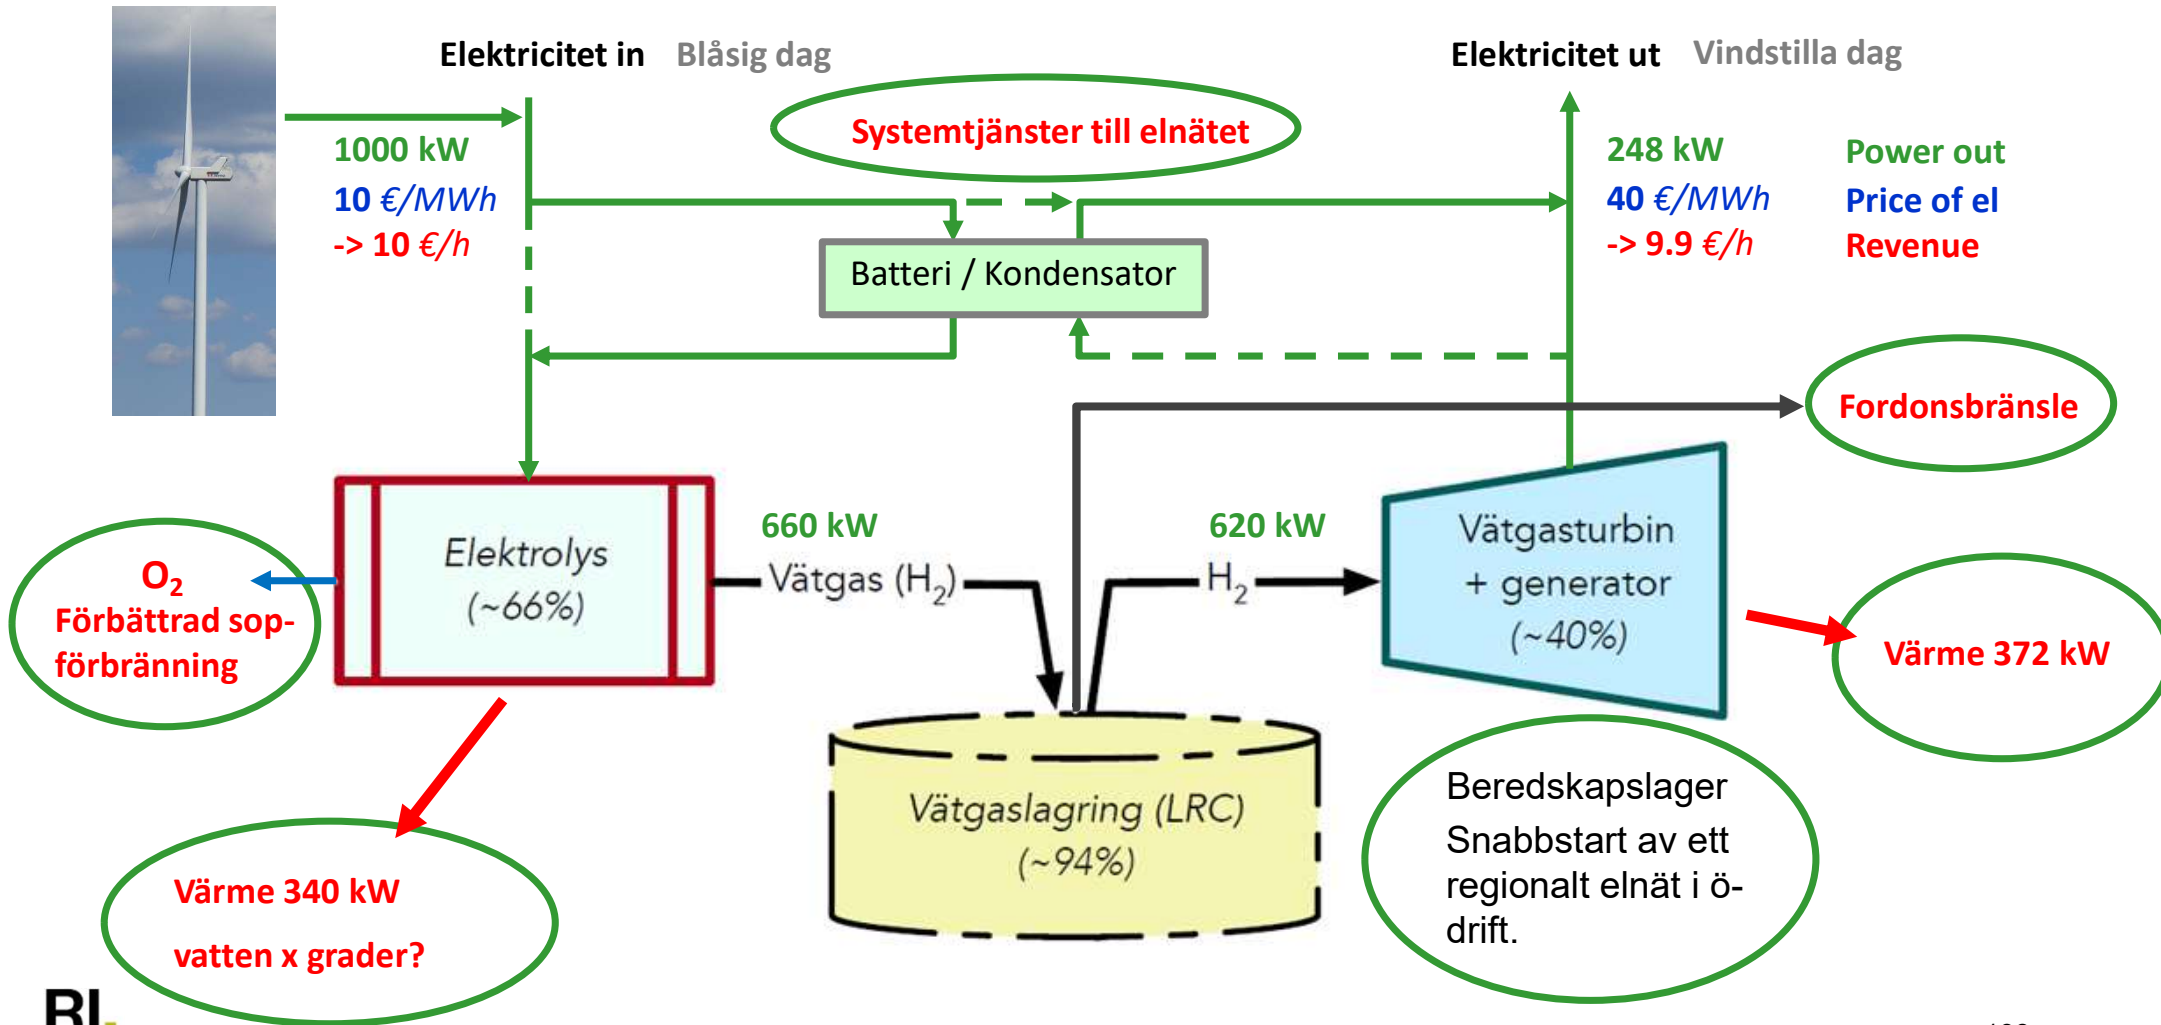 Elektricitet in Blåsig dag
Elektricitet ut Vindstilla dag
Systemtjänster till elnätet
1000 kW
10 €/MWh
-> 10 €/h
248 kW
40 €/MWh
-> 9.9 €/h
Power out
Price of el
Revenue
Batteri / Kondensator
Fordonsbränsle
O₂
Förbättrad sop-
förbränning
Elektrolys
(~66%)
660 kW
Vätgas (H₂)
620 kW
H₂
Vätgasturbin
+ generator
(~40%)
Värme 372 kW
Vätgaslagring (LRC)
(~94%)
Beredskapslager
Snabbstart av ett
regionalt elnät i ö-
drift.
Värme 340 kW
vatten x grader?